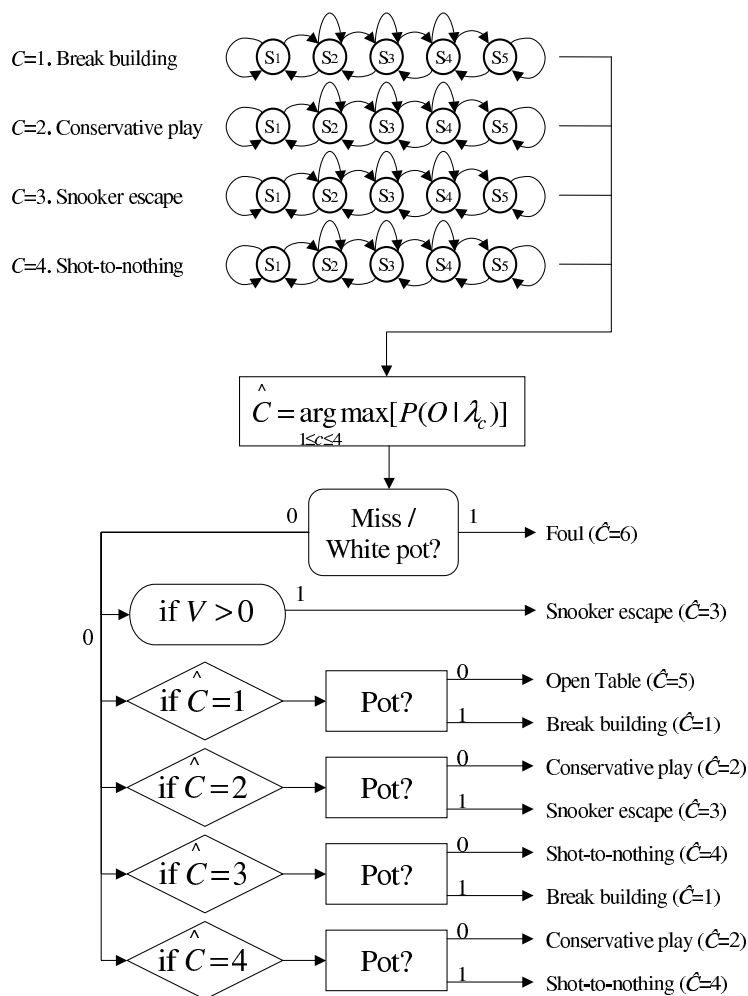 C=1. Break building S1 S2 S3 S4 S5
C=2. Conservative play S1 S2 S3 S4 S5
C=3. Snooker escape S1 S2 S3 S4 S5
C=4. Shot-to-nothing S1 S2 S3 S4 S5
Ĉ = arg max[P(O | λc)]
1≤c≤4
0 Miss / 1
White pot? Foul (Ĉ=6)
if V > 0 1 Snooker escape (Ĉ=3)
0
if Ĉ = 1 Pot? 0 Open Table (Ĉ=5)
1 Break building (Ĉ=1)
if Ĉ = 2 Pot? 0 Conservative play (Ĉ=2)
1 Snooker escape (Ĉ=3)
if Ĉ = 3 Pot? 0 Shot-to-nothing (Ĉ=4)
1 Break building (Ĉ=1)
if Ĉ = 4 Pot? 0 Conservative play (Ĉ=2)
1 Shot-to-nothing (Ĉ=4)